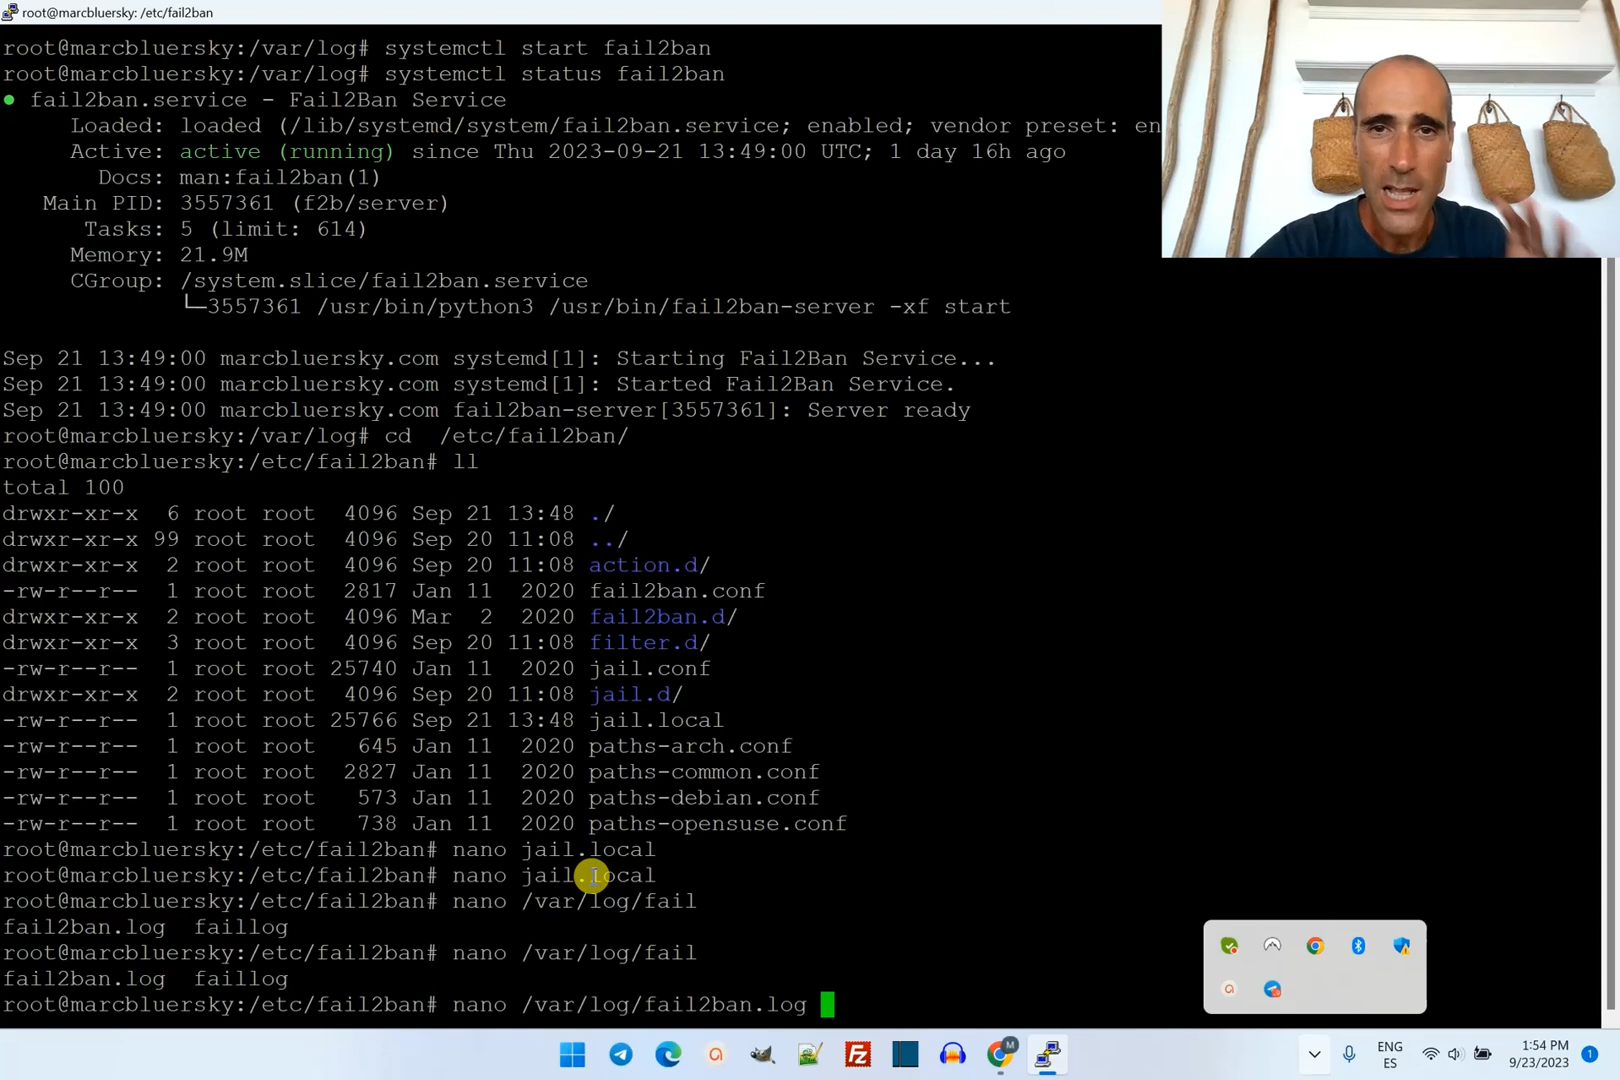 root@marcbluersky: /etc/fail2ban
root@marcbluersky:/var/log# systemctl start fail2ban
root@marcbluersky:/var/log# systemctl status fail2ban
● fail2ban.service - Fail2Ban Service
Loaded: loaded (/lib/systemd/system/fail2ban.service; enabled; vendor preset: en
Active: active (running) since Thu 2023-09-21 13:49:00 UTC; 1 day 16h ago
Docs: man:fail2ban(1)
Main PID: 3557361 (f2b/server)
Tasks: 5 (limit: 614)
Memory: 21.9M
CGroup: /system.slice/fail2ban.service
└─3557361 /usr/bin/python3 /usr/bin/fail2ban-server -xf start
Sep 21 13:49:00 marcbluersky.com systemd[1]: Starting Fail2Ban Service...
Sep 21 13:49:00 marcbluersky.com systemd[1]: Started Fail2Ban Service.
Sep 21 13:49:00 marcbluersky.com fail2ban-server[3557361]: Server ready
root@marcbluersky:/var/log# cd  /etc/fail2ban/
root@marcbluersky:/etc/fail2ban# ll
total 100
drwxr-xr-x  6 root root  4096 Sep 21 13:48 ./
drwxr-xr-x 99 root root  4096 Sep 20 11:08 ../
drwxr-xr-x  2 root root  4096 Sep 20 11:08 action.d/
-rw-r--r--  1 root root  2817 Jan 11  2020 fail2ban.conf
drwxr-xr-x  2 root root  4096 Mar  2  2020 fail2ban.d/
drwxr-xr-x  3 root root  4096 Sep 20 11:08 filter.d/
-rw-r--r--  1 root root 25740 Jan 11  2020 jail.conf
drwxr-xr-x  2 root root  4096 Sep 20 11:08 jail.d/
-rw-r--r--  1 root root 25766 Sep 21 13:48 jail.local
-rw-r--r--  1 root root   645 Jan 11  2020 paths-arch.conf
-rw-r--r--  1 root root  2827 Jan 11  2020 paths-common.conf
-rw-r--r--  1 root root   573 Jan 11  2020 paths-debian.conf
-rw-r--r--  1 root root   738 Jan 11  2020 paths-opensuse.conf
root@marcbluersky:/etc/fail2ban# nano jail.local
root@marcbluersky:/etc/fail2ban# nano jail.local
root@marcbluersky:/etc/fail2ban# nano /var/log/fail
fail2ban.log  faillog
root@marcbluersky:/etc/fail2ban# nano /var/log/fail
fail2ban.log  faillog
root@marcbluersky:/etc/fail2ban# nano /var/log/fail2ban.log
ENG
ES
1:54 PM
9/23/2023
1